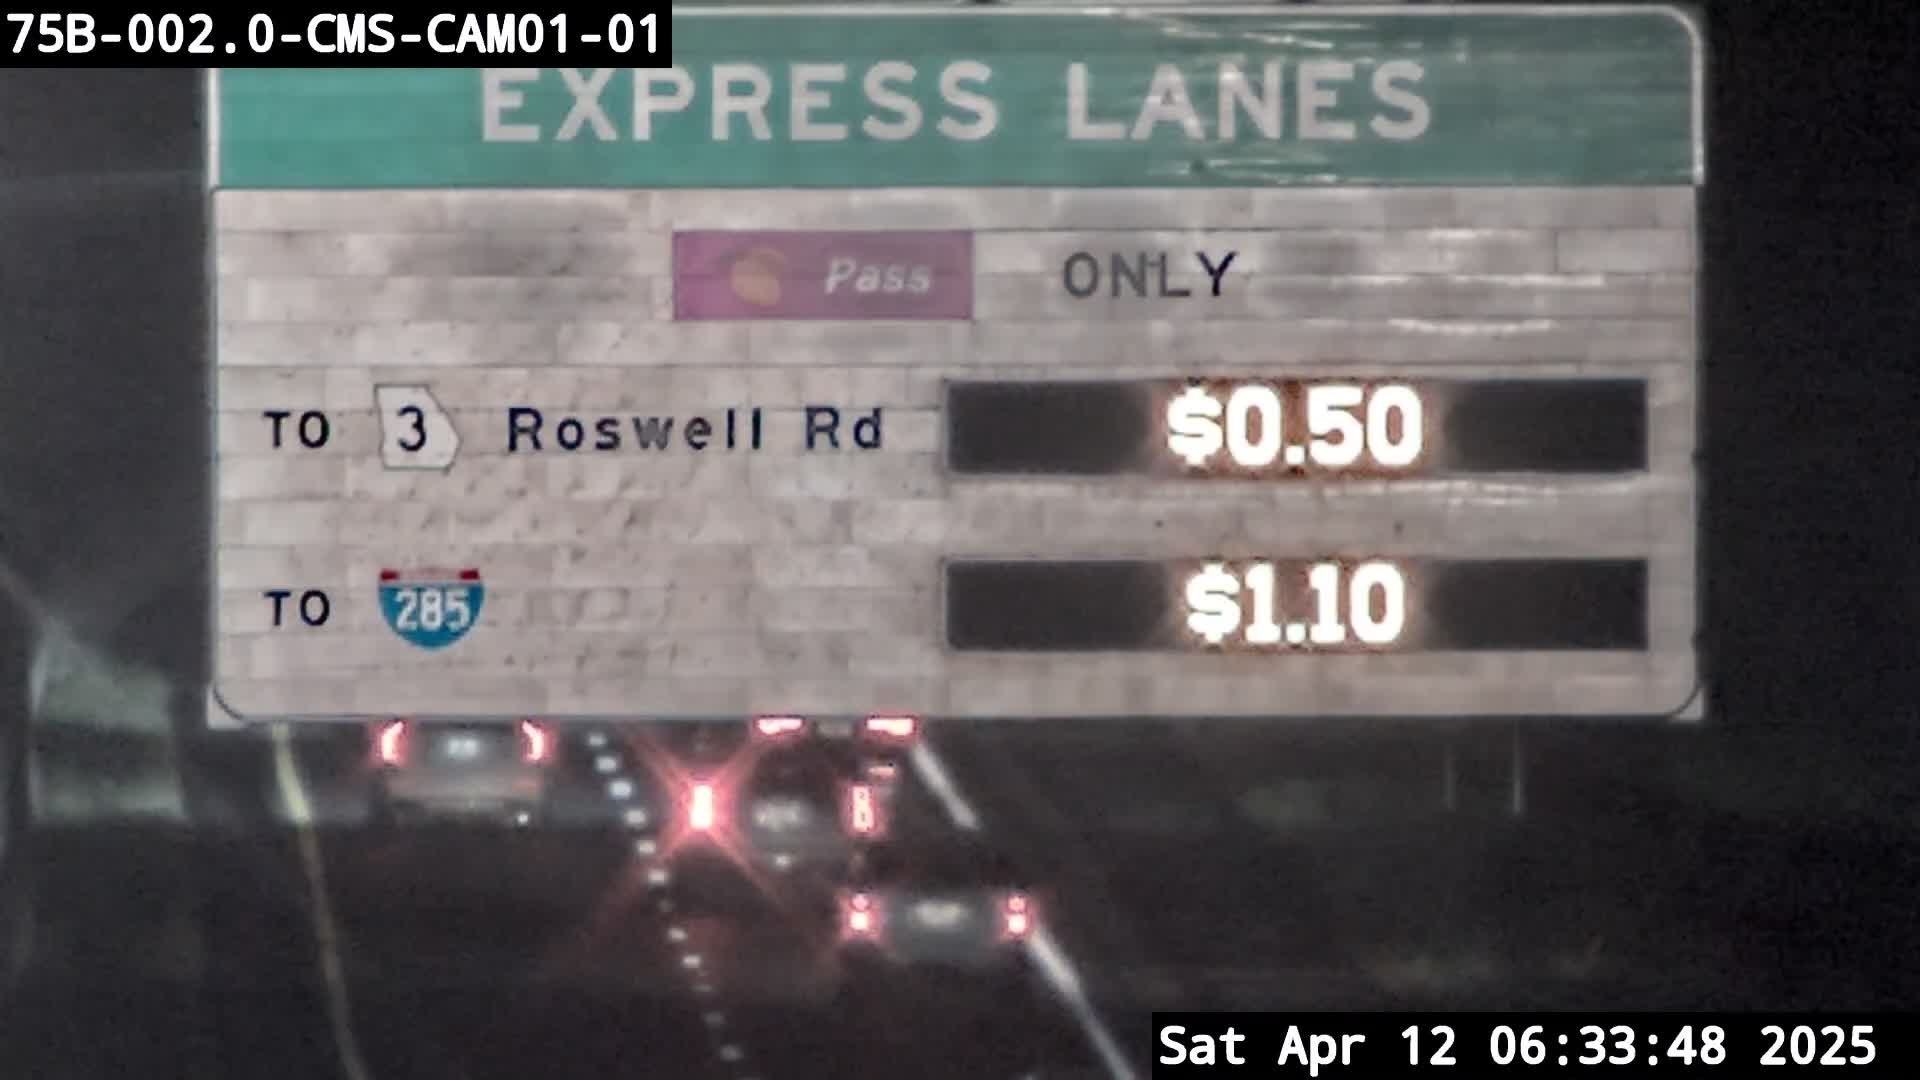 75B-002.0-CMS-CAM01-01
EXPRESS LANES
Pass ONLY
TO 3 Roswell Rd $0.50
TO 285 $1.10
Sat Apr 12 06:33:48 2025